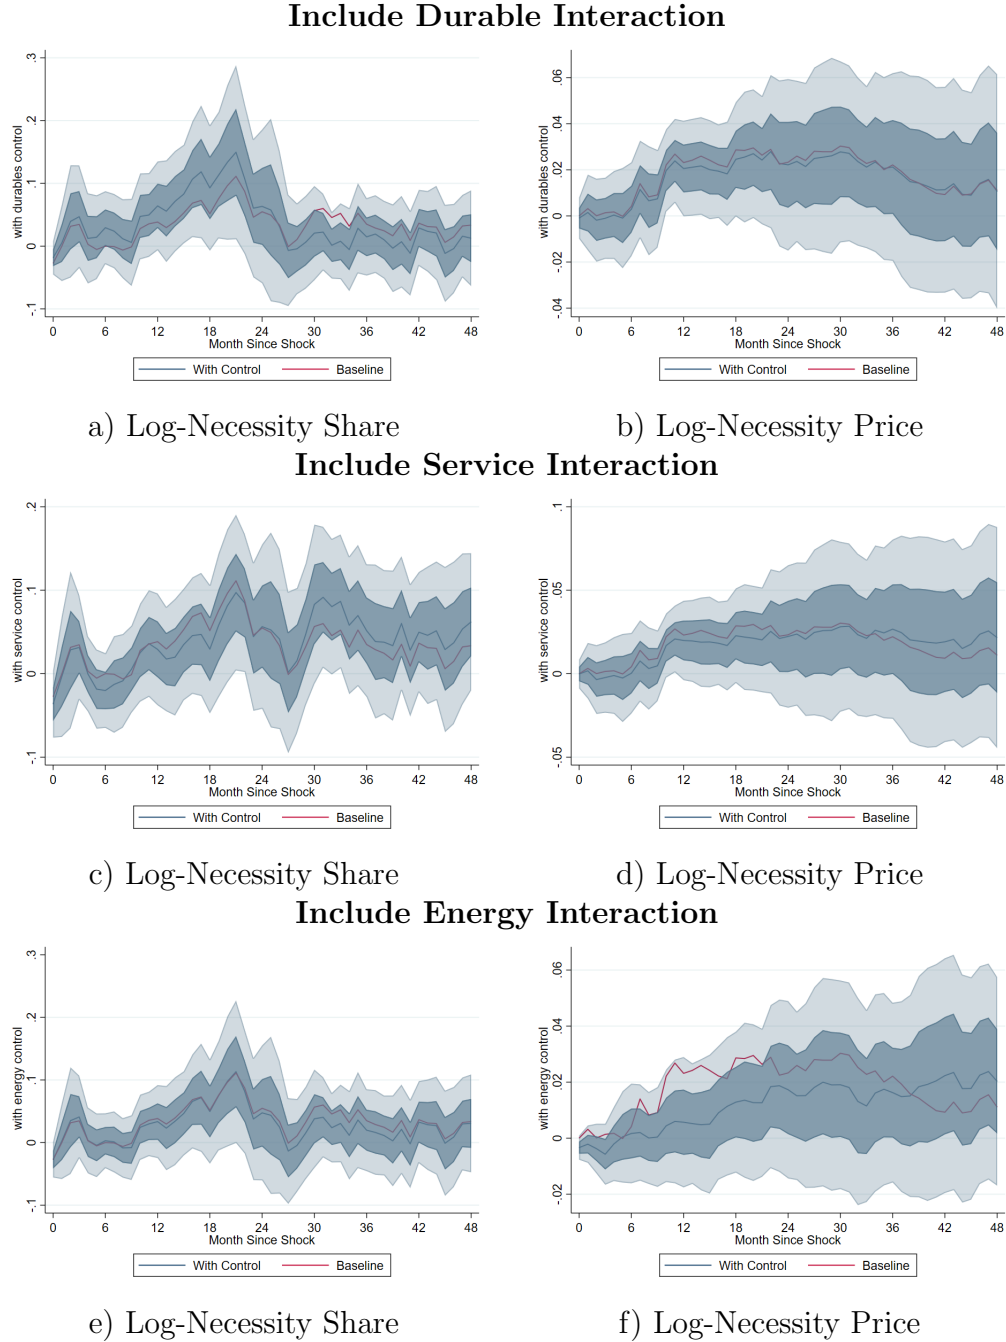 Include Durable Interaction
with durables control
.3
.2
.1
0
-.1
0 6 12 18 24 30 36 42 48
Month Since Shock
With Control Baseline
with durables control
.06
.04
.02
0
-.02
-.04
0 6 12 18 24 30 36 42 48
Month Since Shock
With Control Baseline
a) Log-Necessity Share
b) Log-Necessity Price
Include Service Interaction
with service control
.2
.1
0
-.1
0 6 12 18 24 30 36 42 48
Month Since Shock
With Control Baseline
with service control
.1
.05
0
-.05
0 6 12 18 24 30 36 42 48
Month Since Shock
With Control Baseline
c) Log-Necessity Share
d) Log-Necessity Price
Include Energy Interaction
with energy control
.3
.2
.1
0
-.1
0 6 12 18 24 30 36 42 48
Month Since Shock
With Control Baseline
with energy control
.06
.04
.02
0
-.02
0 6 12 18 24 30 36 42 48
Month Since Shock
With Control Baseline
e) Log-Necessity Share
f) Log-Necessity Price